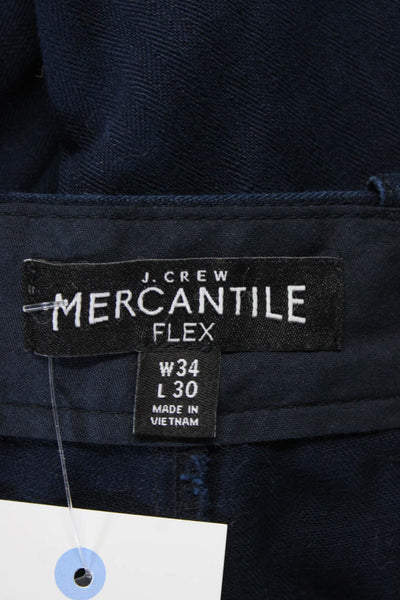 J. CREW
MERCANTILE
FLEX
W34
L 30
MADE IN
VIETNAM